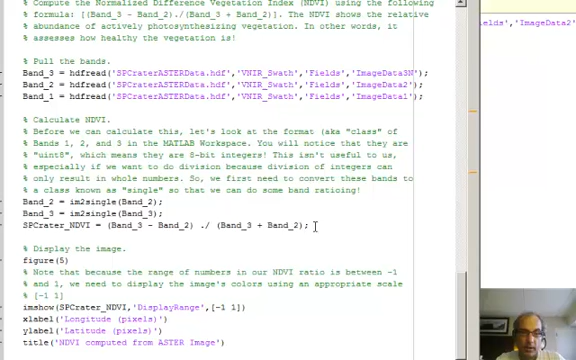 % Compute the Normalized Difference Vegetation Index (NDVI) using the following
% formula: [(Band_3 - Band_2)./(Band_3 + Band_2)]. The NDVI shows the relative
% abundance of actively photosynthesizing vegetation. In other words, it
% assesses how healthy the vegetation is!
% Pull the bands.
Band_3 = hdfread('SPCraterASTERData.hdf','VNIR_Swath','Fields','ImageData3N');
Band_2 = hdfread('SPCraterASTERData.hdf','VNIR_Swath','Fields','ImageData2');
Band_1 = hdfread('SPCraterASTERData.hdf','VNIR_Swath','Fields','ImageData1');
% Calculate NDVI.
% Before we can calculate this, let's look at the format (aka "class" of
% Bands 1, 2, and 3 in the MATLAB Workspace. You will notice that they are
% "uint8", which means they are 8-bit integers! This isn't useful to us,
% especially if we want to do division because division of integers can
% only result in whole numbers. So, we first need to convert these bands to
% a class known as "single" so that we can do some band ratioing!
Band_2 = im2single(Band_2);
Band_3 = im2single(Band_3);
SPCrater_NDVI = (Band_3 - Band_2) ./ (Band_3 + Band_2);
% Display the image.
figure(5)
% Note that because the range of numbers in our NDVI ratio is between -1
% and 1, we need to display the image's colors using an appropriate scale
% [-1 1]
imshow(SPCrater_NDVI,'DisplayRange',[-1 1])
xlabel('Longitude (pixels)')
ylabel('Latitude (pixels)')
title('NDVI computed from ASTER Image')
ields','ImageData2'